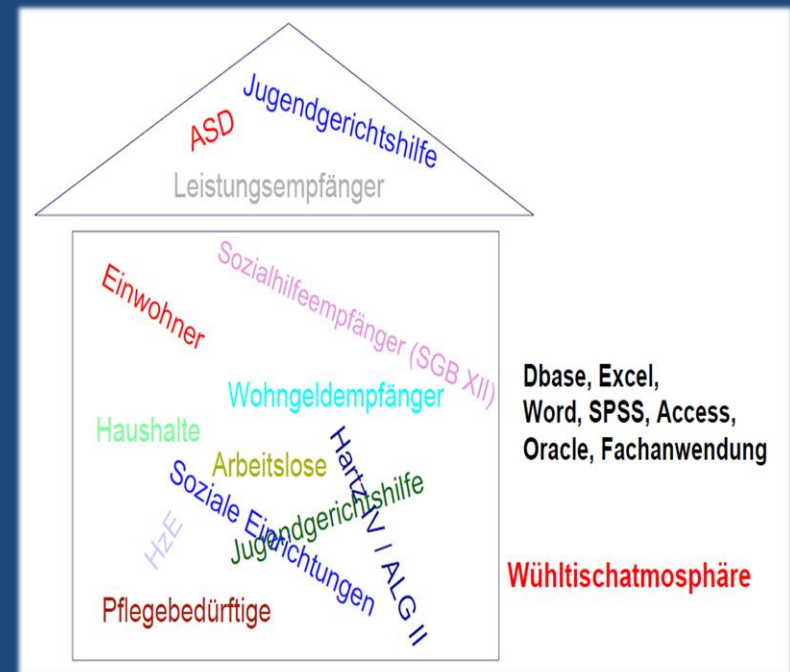 Jugendgerichtshilfe
ASD
Leistungsempfänger
Einwohner
Sozialhilfeempfänger (SGB XII)
Wohngeldempfänger
Haushalte
Arbeitslose
Hartz IV / ALG II
Soziale Einrichtungen
Jugendgerichtshilfe
HzE
Pflegebedürftige
Dbase, Excel,
Word, SPSS, Access,
Oracle, Fachanwendung
Wühltischatmosphäre